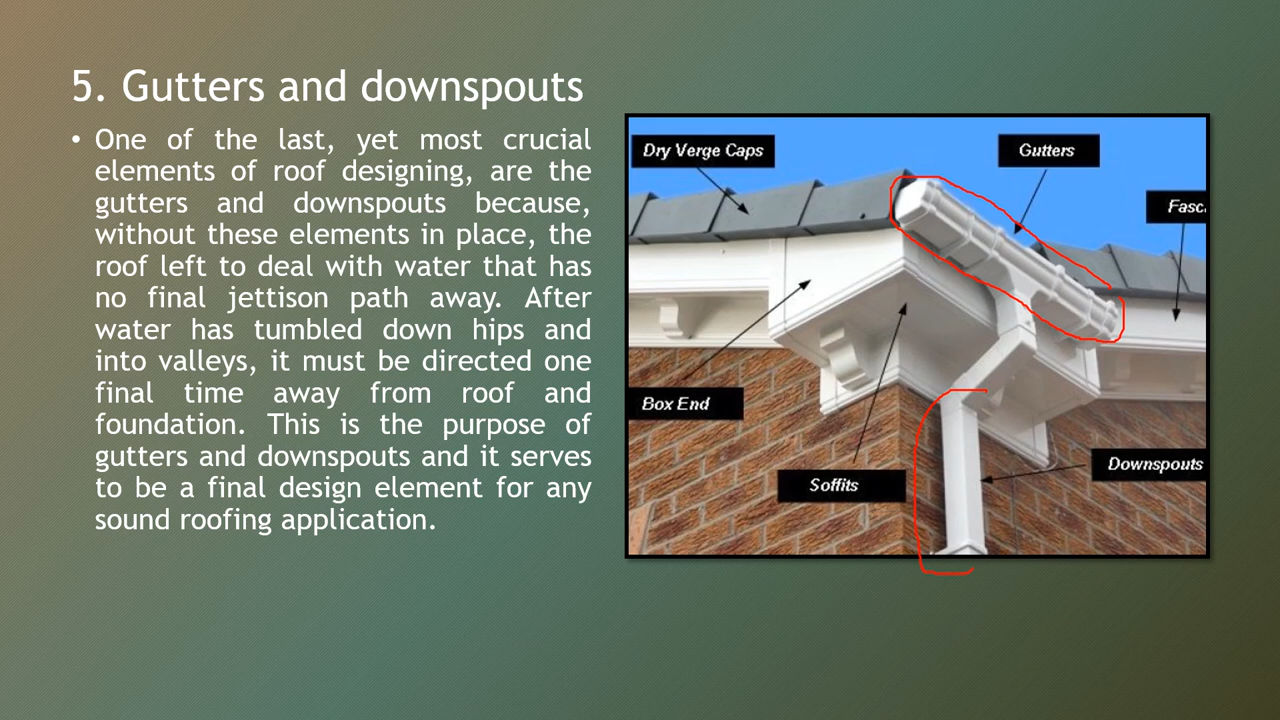 5. Gutters and downspouts
• One of the last, yet most crucial
elements of roof designing, are the
gutters and downspouts because,
without these elements in place, the
roof left to deal with water that has
no final jettison path away. After
water has tumbled down hips and
into valleys, it must be directed one
final time away from roof and
foundation. This is the purpose of
gutters and downspouts and it serves
to be a final design element for any
sound roofing application.
Dry Verge Caps
Gutters
Box End
Soffits
Downspouts